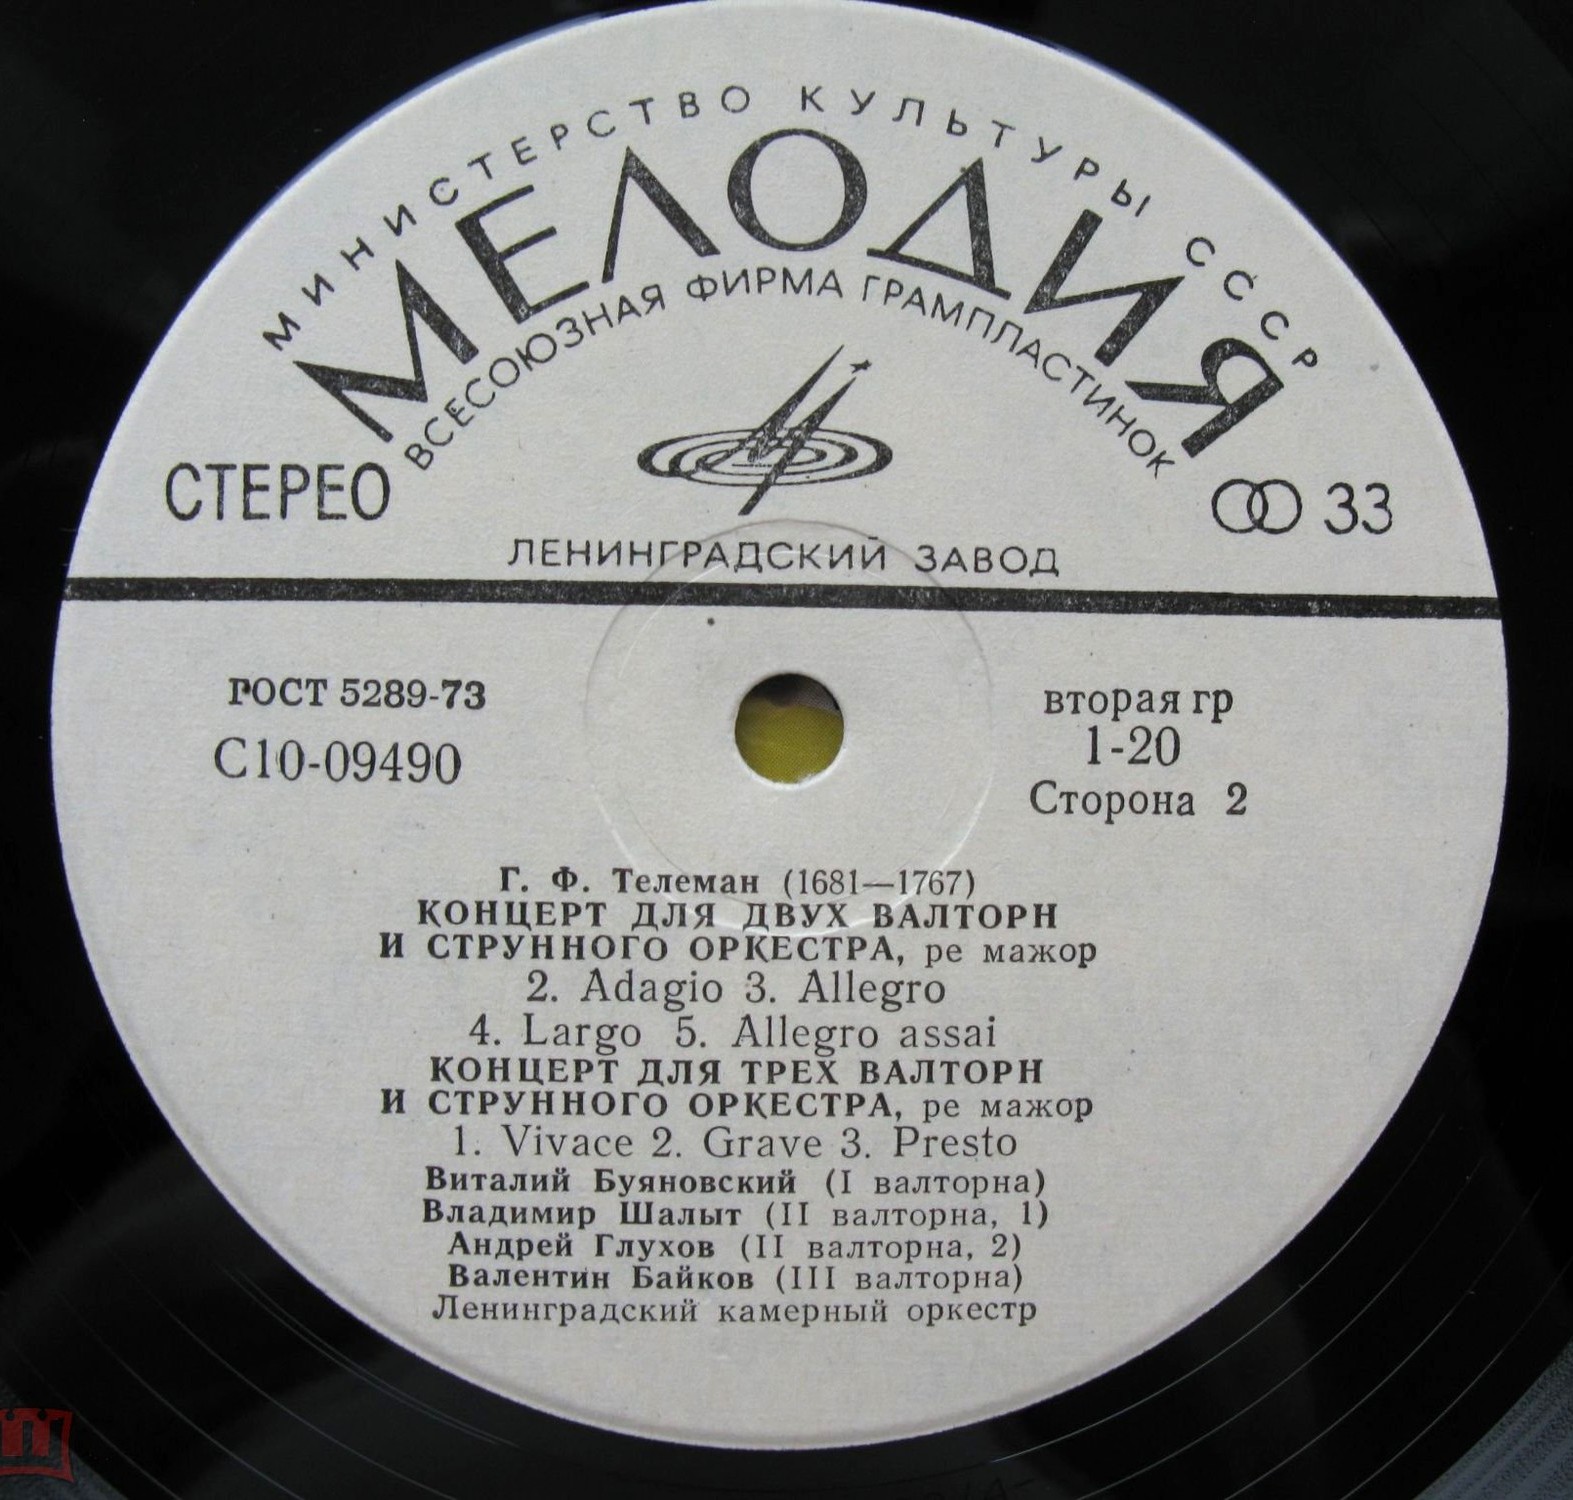 МИНИСТЕРСТВО КУЛЬТУРЫ СССР
МЕЛОДИЯ
ВСЕСОЮЗНАЯ ФИРМА ГРАМПЛАСТИНОК
СТЕРЕО
33
ЛЕНИНГРАДСКИЙ ЗАВОД
ГОСТ 5289-73
С10-09490
вторая гр
1-20
Сторона 2
Г. Ф. Телеман (1681—1767)
КОНЦЕРТ ДЛЯ ДВУХ ВАЛТОРН
И СТРУННОГО ОРКЕСТРА, ре мажор
2. Adagio 3. Allegro
4. Largo 5. Allegro assai
КОНЦЕРТ ДЛЯ ТРЕХ ВАЛТОРН
И СТРУННОГО ОРКЕСТРА, ре мажор
1. Vivace 2. Grave 3. Presto
Виталий Буяновский (I валторна)
Владимир Шалыт (II валторна, 1)
Андрей Глухов (II валторна, 2)
Валентин Байков (III валторна)
Ленинградский камерный оркестр